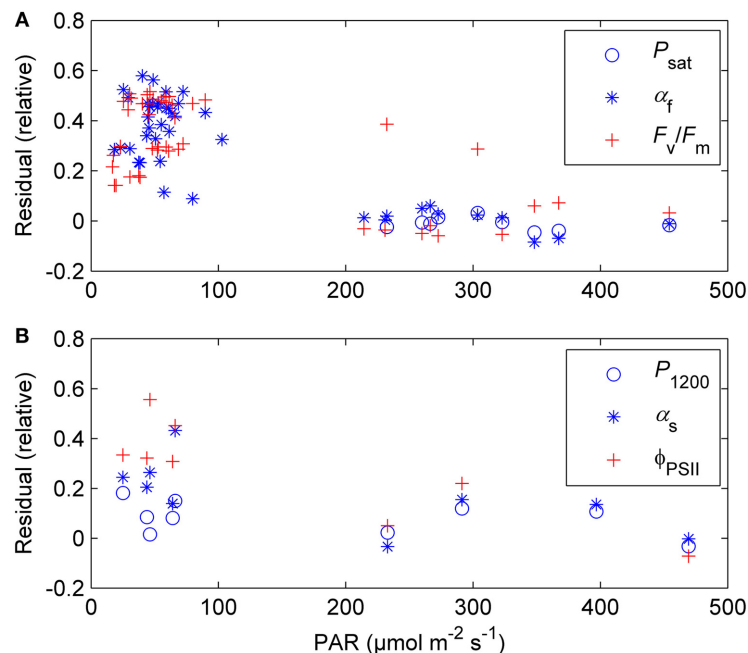 A
0.8
0.6
0.4
0.2
0
-0.2
Residual (relative)
0 100 200 300 400 500
P_sat
α_f
F_v/F_m
B
0.8
0.6
0.4
0.2
0
-0.2
Residual (relative)
0 100 200 300 400 500
PAR (μmol m⁻² s⁻¹)
P_1200
α_s
ϕ_PSII